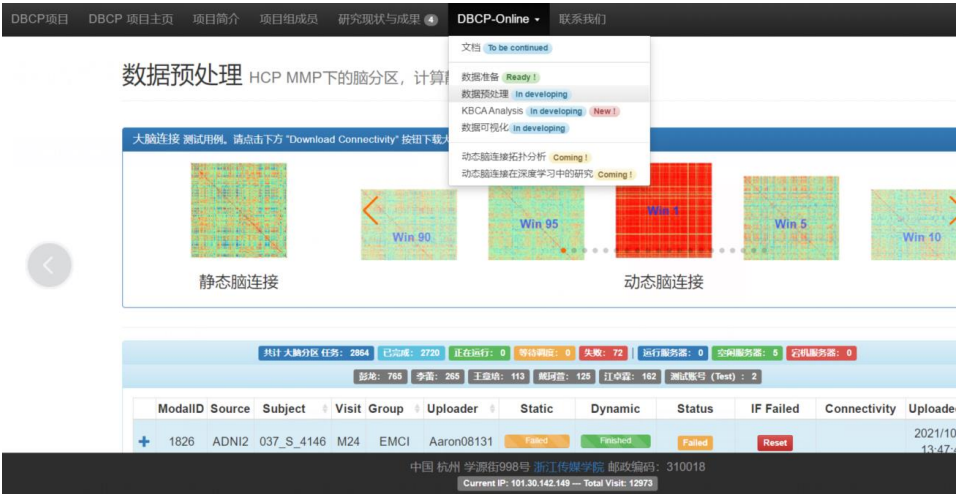 DBCP项目 DBCP 项目主页 项目简介 项目组成员 研究现状与成果 4 DBCP-Online 联系我们
文档 To be continued
数据准备 Ready !
数据预处理 In developing
KBCA Analysis In developing New !
数据可视化 In developing
动态脑连接拓扑分析 Coming !
动态脑连接在深度学习中的研究 Coming !
数据预处理 HCP MMP下的脑分区，计算
大脑连接 测试用例。请点击下方 "Download Connectivity" 按钮下载
Win 90
Win 95
Win 1
Win 5
Win 10
静态脑连接
动态脑连接
共计 大脑分区 任务: 2864 已完成: 2720 正在运行: 0 等待调度: 0 失败: 72 | 运行服务器: 0 空闲服务器: 5 宕机服务器: 0
彭龙: 765 李蕾: 265 113 125 江卓霖: 162 测试账号 (Test) : 2
ModalID Source Subject Visit Group Uploader Static Dynamic Status IF Failed Connectivity Uploade
1826 ADNI2 037_S_4146 M24 EMCI Aaron08131 Failed Finished Failed Reset 2021/10
13:47:
中国 杭州 学源街998号 浙江传媒学院 邮政编码：310018
Current IP: 101.30.142.149 --- Total Visit: 12973